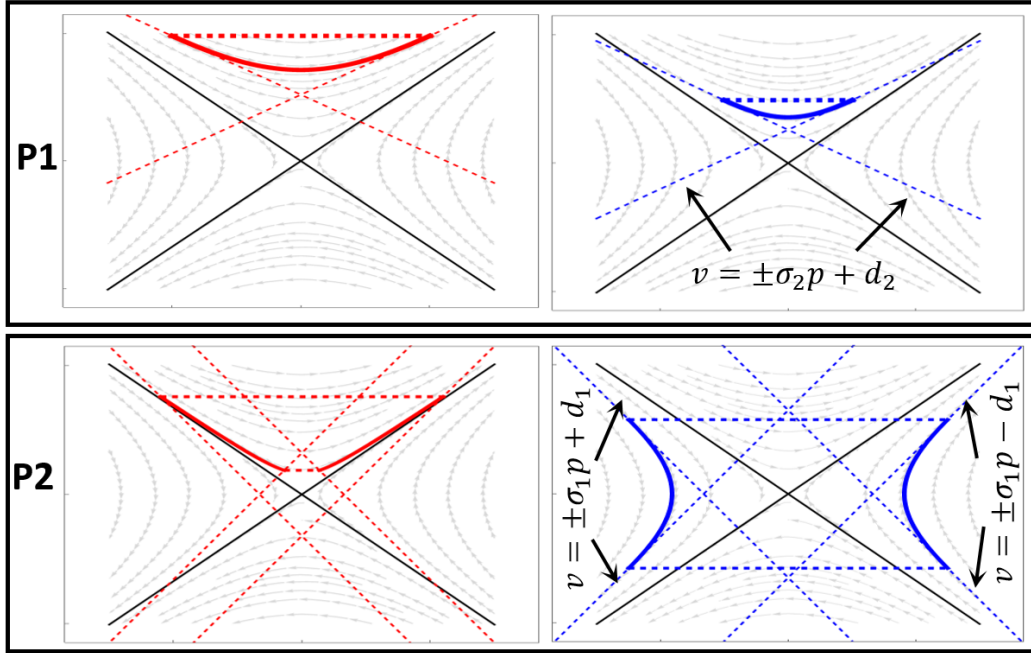 P1
v = ±σ₂p + d₂
P2
v = ±σ₁p + d₁
v = ±σ₁p − d₁